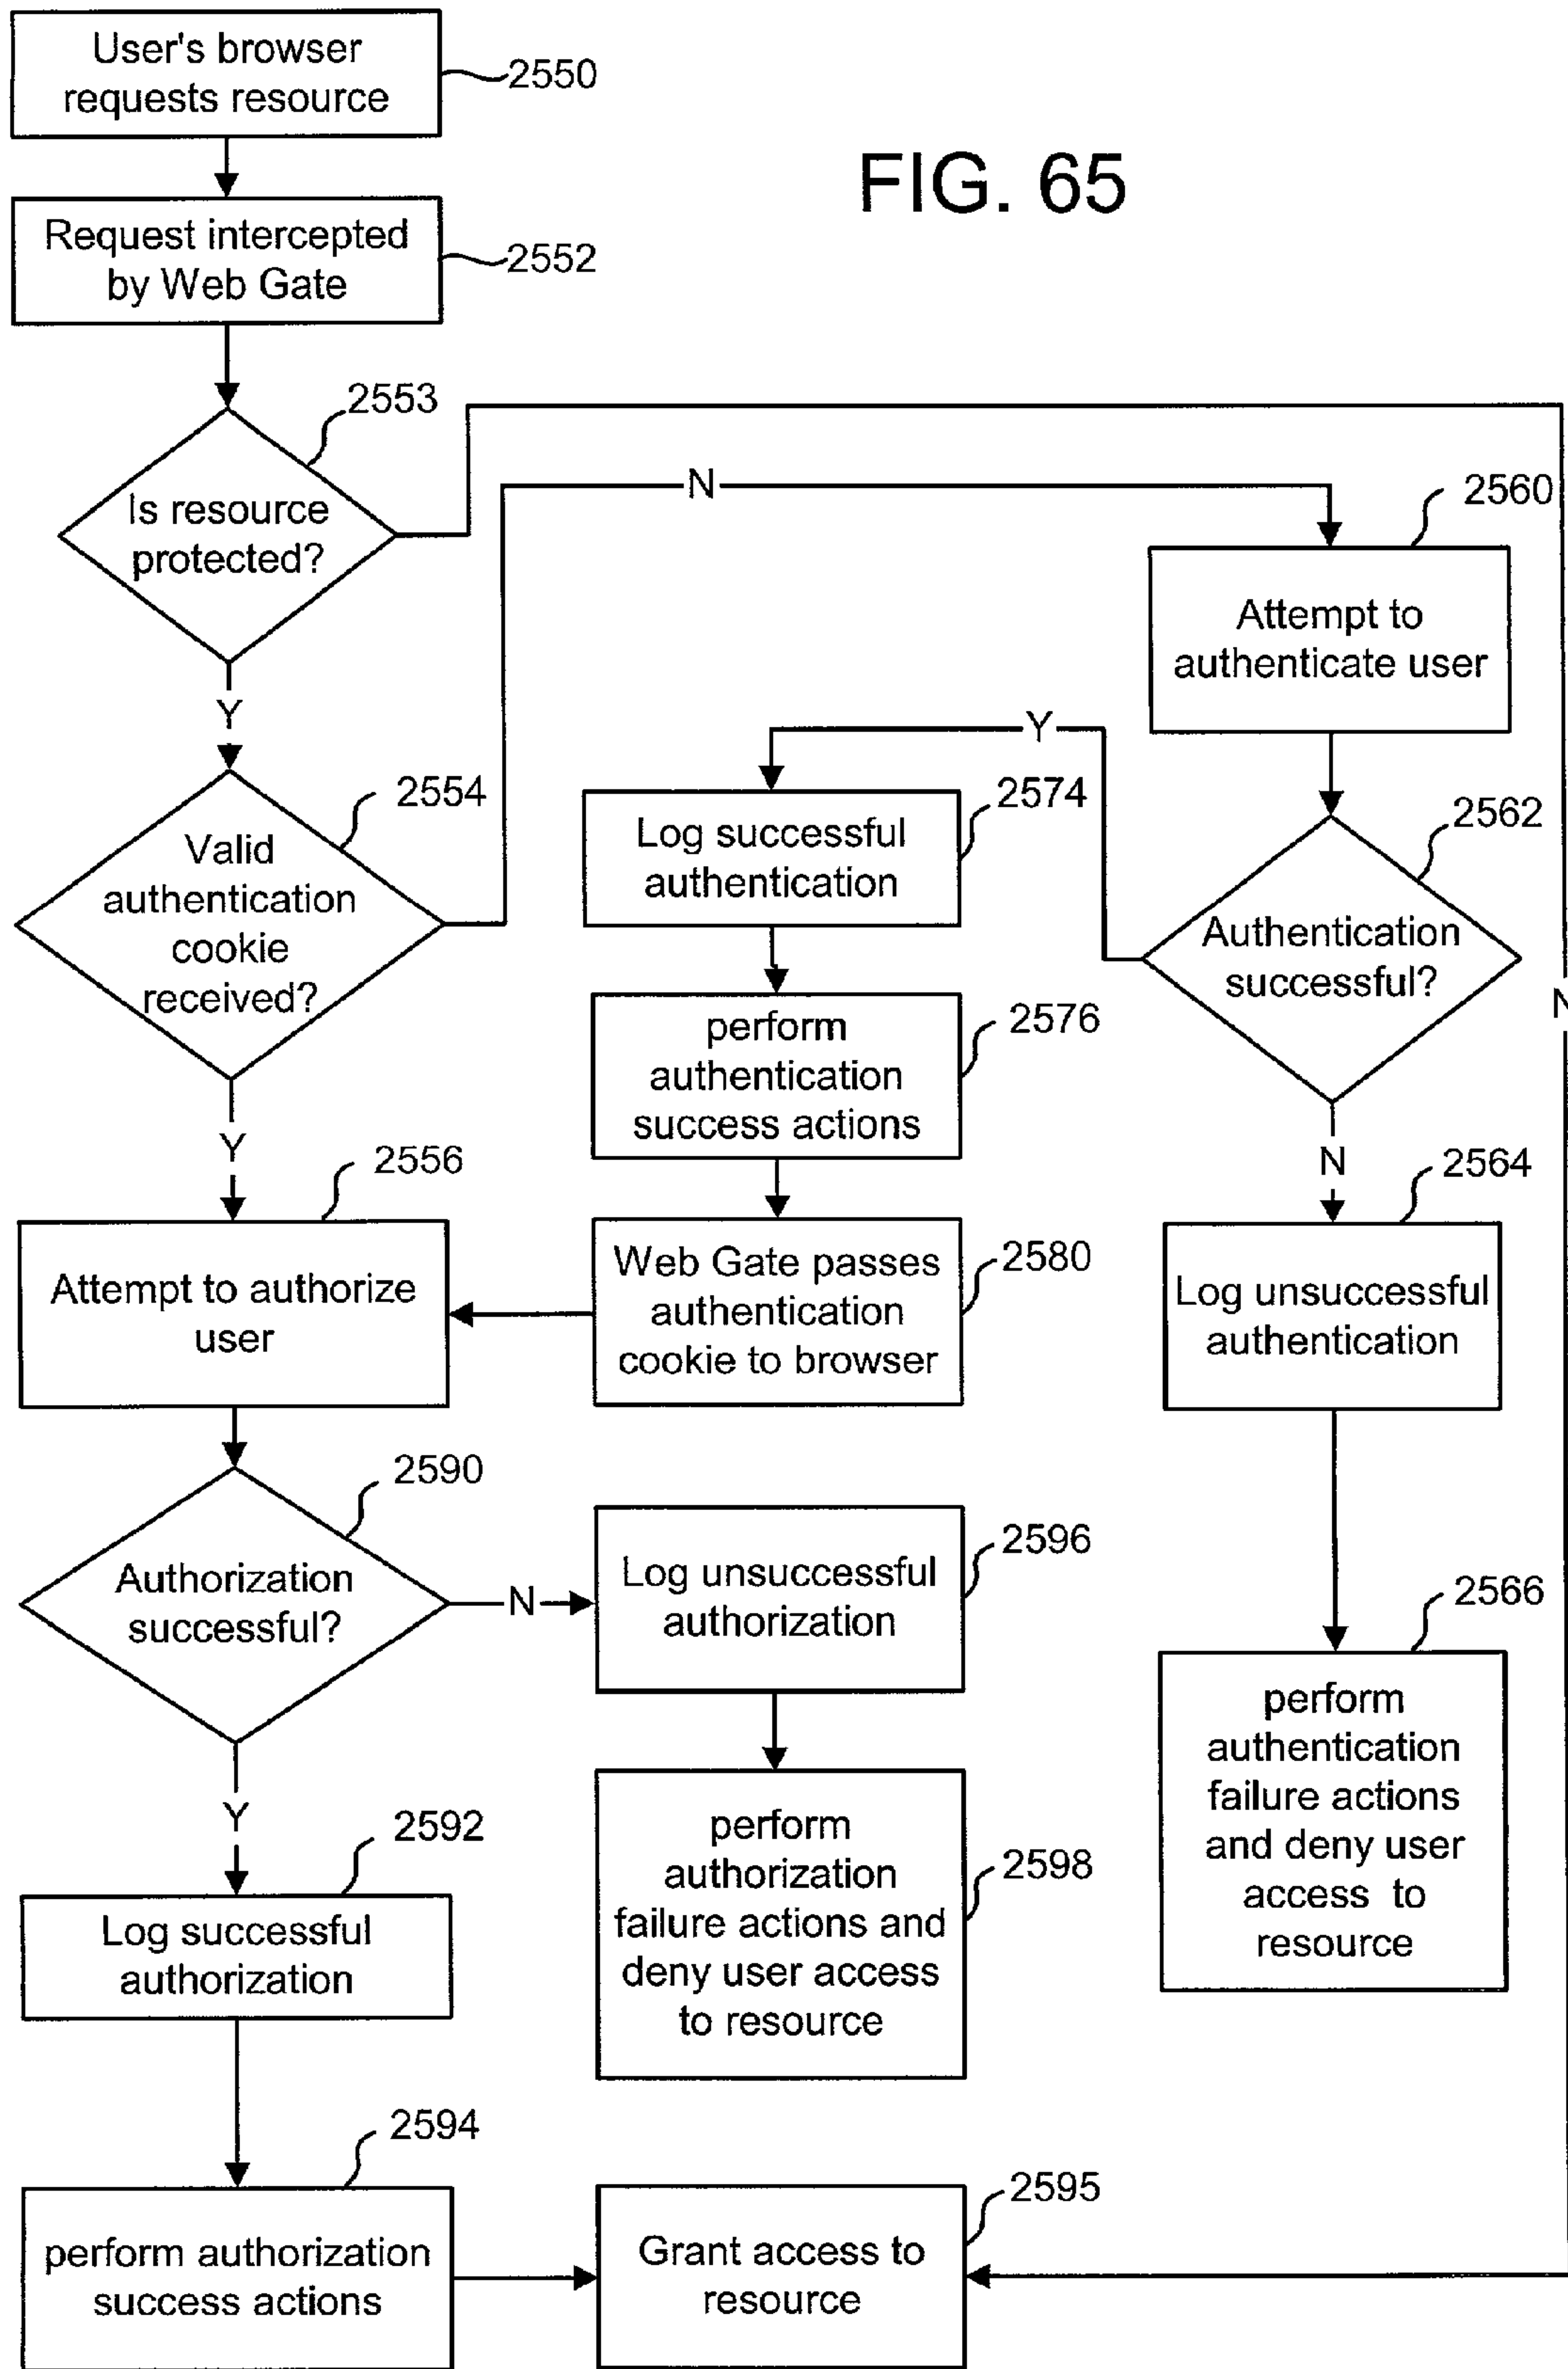 User's browser
requests resource
2550
FIG. 65
Request intercepted
by Web Gate
2552
2553
Is resource
protected?
N
Y
N
2560
Attempt to
authenticate user
2554
Valid
authentication
cookie
received?
Y
Y
2574
Log successful
authentication
2562
Authentication
successful?
N
2576
perform
authentication
success actions
2556
Attempt to authorize
user
2580
Web Gate passes
authentication
cookie to browser
2564
Log unsuccessful
authentication
2590
Authorization
successful?
N
Y
2596
Log unsuccessful
authorization
2566
perform
authentication
failure actions
and deny user
access to
resource
2592
Log successful
authorization
2598
perform
authorization
failure actions and
deny user access
to resource
2594
perform authorization
success actions
2595
Grant access to
resource